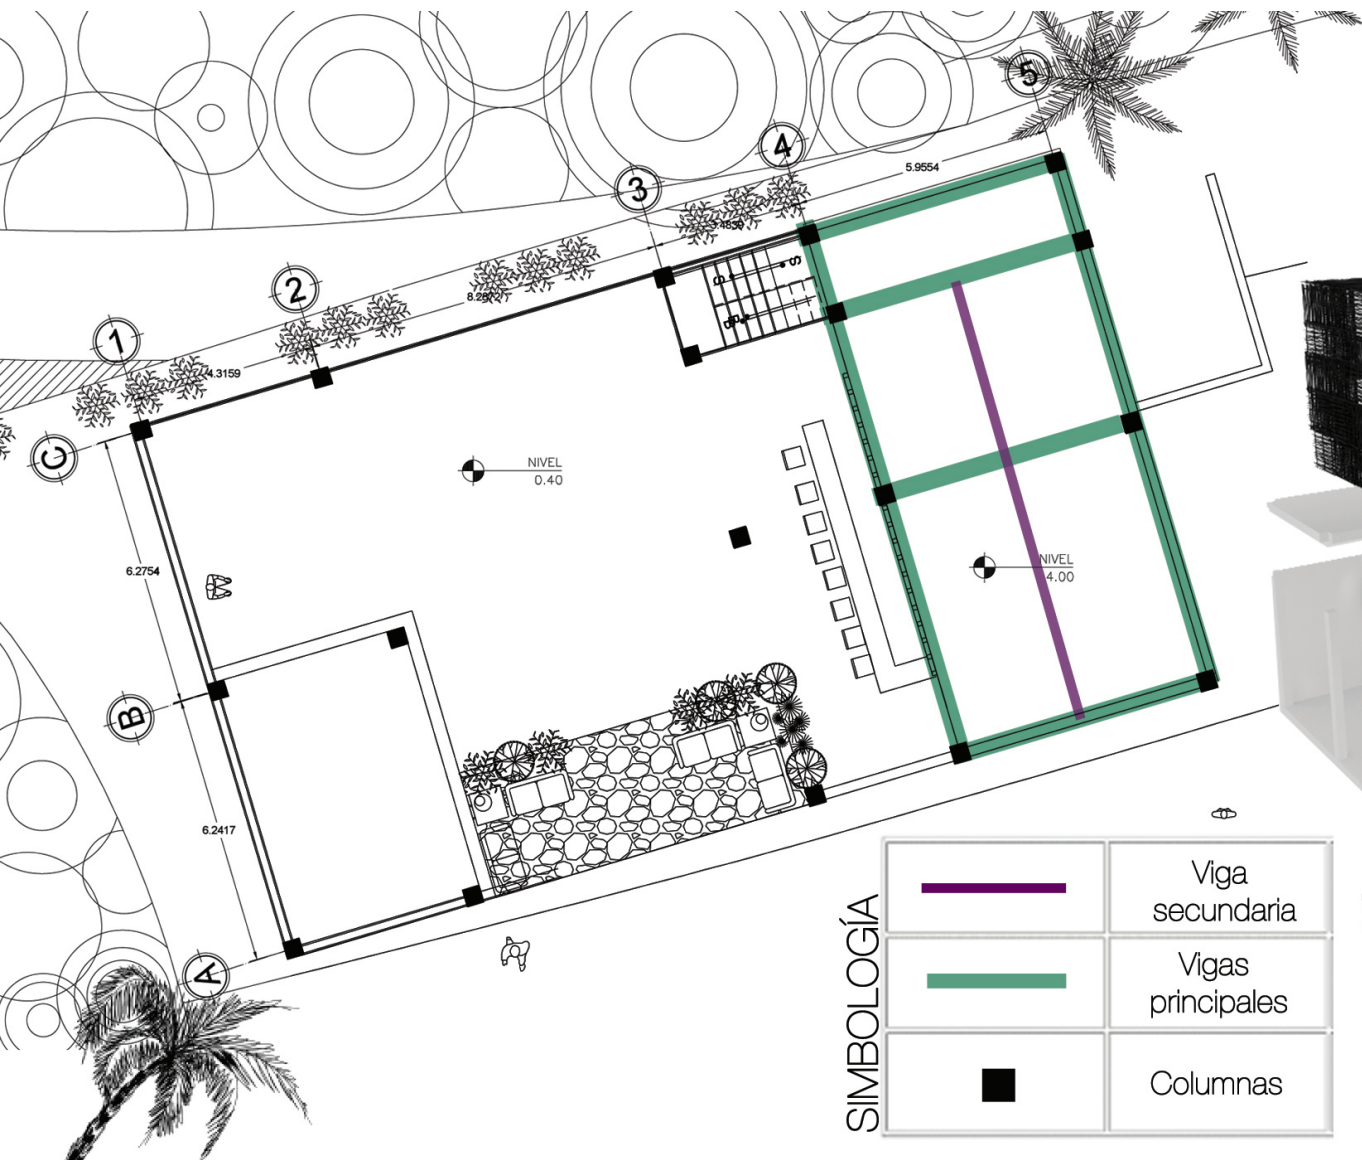 5
4
5.9554
3
2
8.2872
1
4.3159
S
S
B
C
NIVEL
0.40
6.2754
NIVEL
4.00
B
6.2417
A
SIMBOLOGÍA
Viga
secundaria
Vigas
principales
Columnas